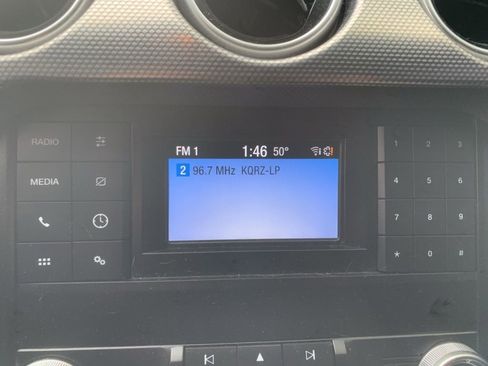 FM 1 1:46 50°
2 96.7 MHz KQRZ-LP
RADIO
MEDIA
1 2 3
4 5 6
7 8 9
* 0 #